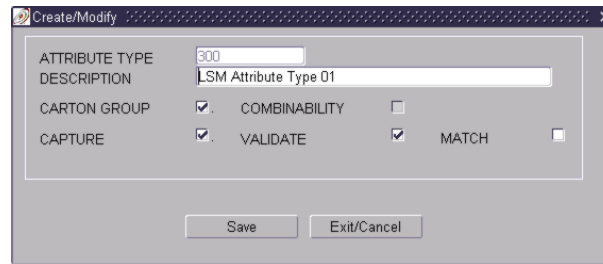 Create/Modify
ATTRIBUTE TYPE 300
DESCRIPTION LSM Attribute Type 01
CARTON GROUP . COMBINABILITY
CAPTURE . VALIDATE MATCH
Save Exit/Cancel